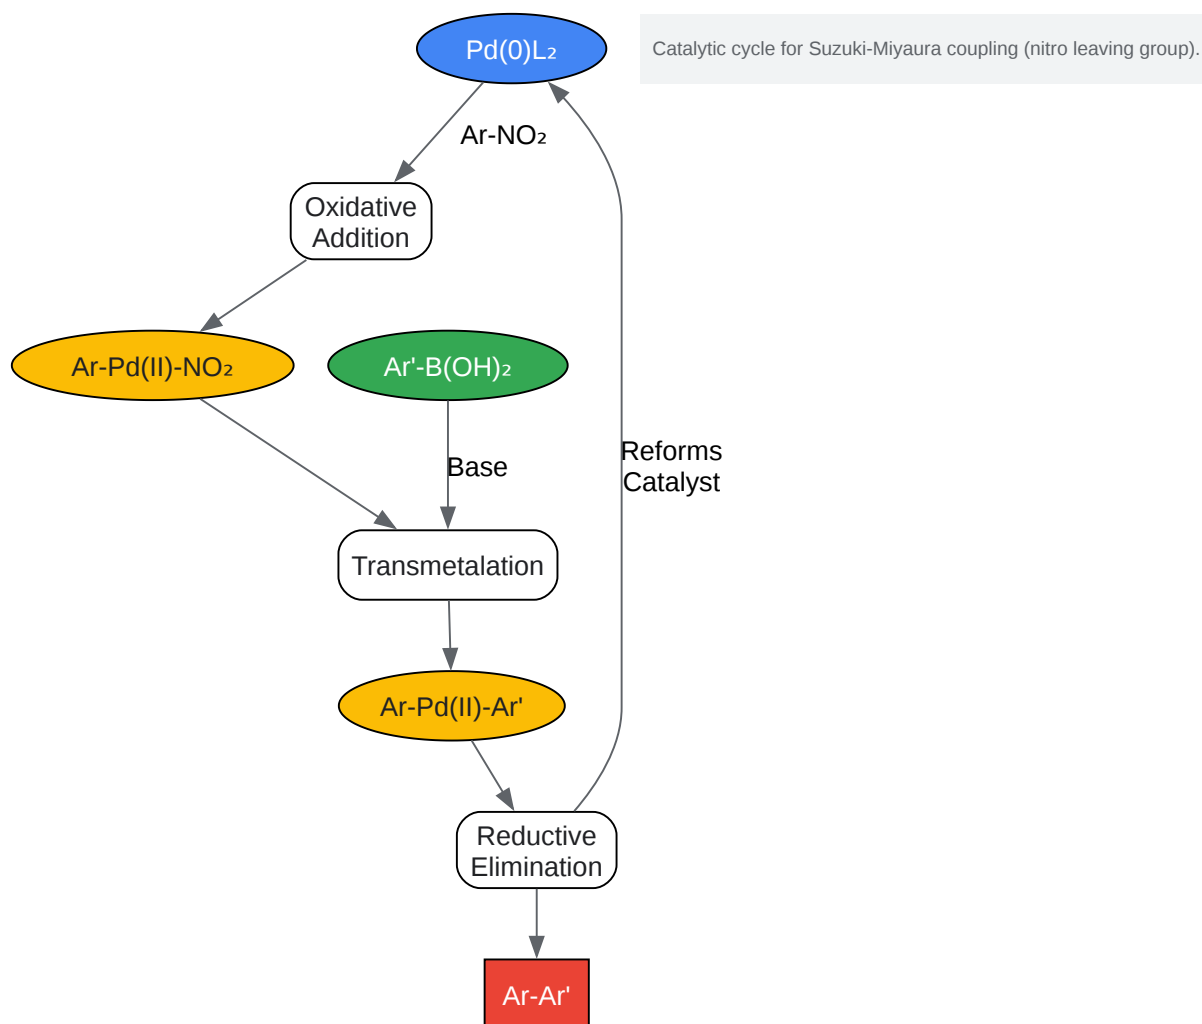 Pd(0)L₂
Catalytic cycle for Suzuki-Miyaura coupling (nitro leaving group).
Ar-NO₂
Oxidative
Addition
Ar-Pd(II)-NO₂
Ar'-B(OH)₂
Reforms
Catalyst
Base
Transmetalation
Ar-Pd(II)-Ar'
Reductive
Elimination
Ar-Ar'